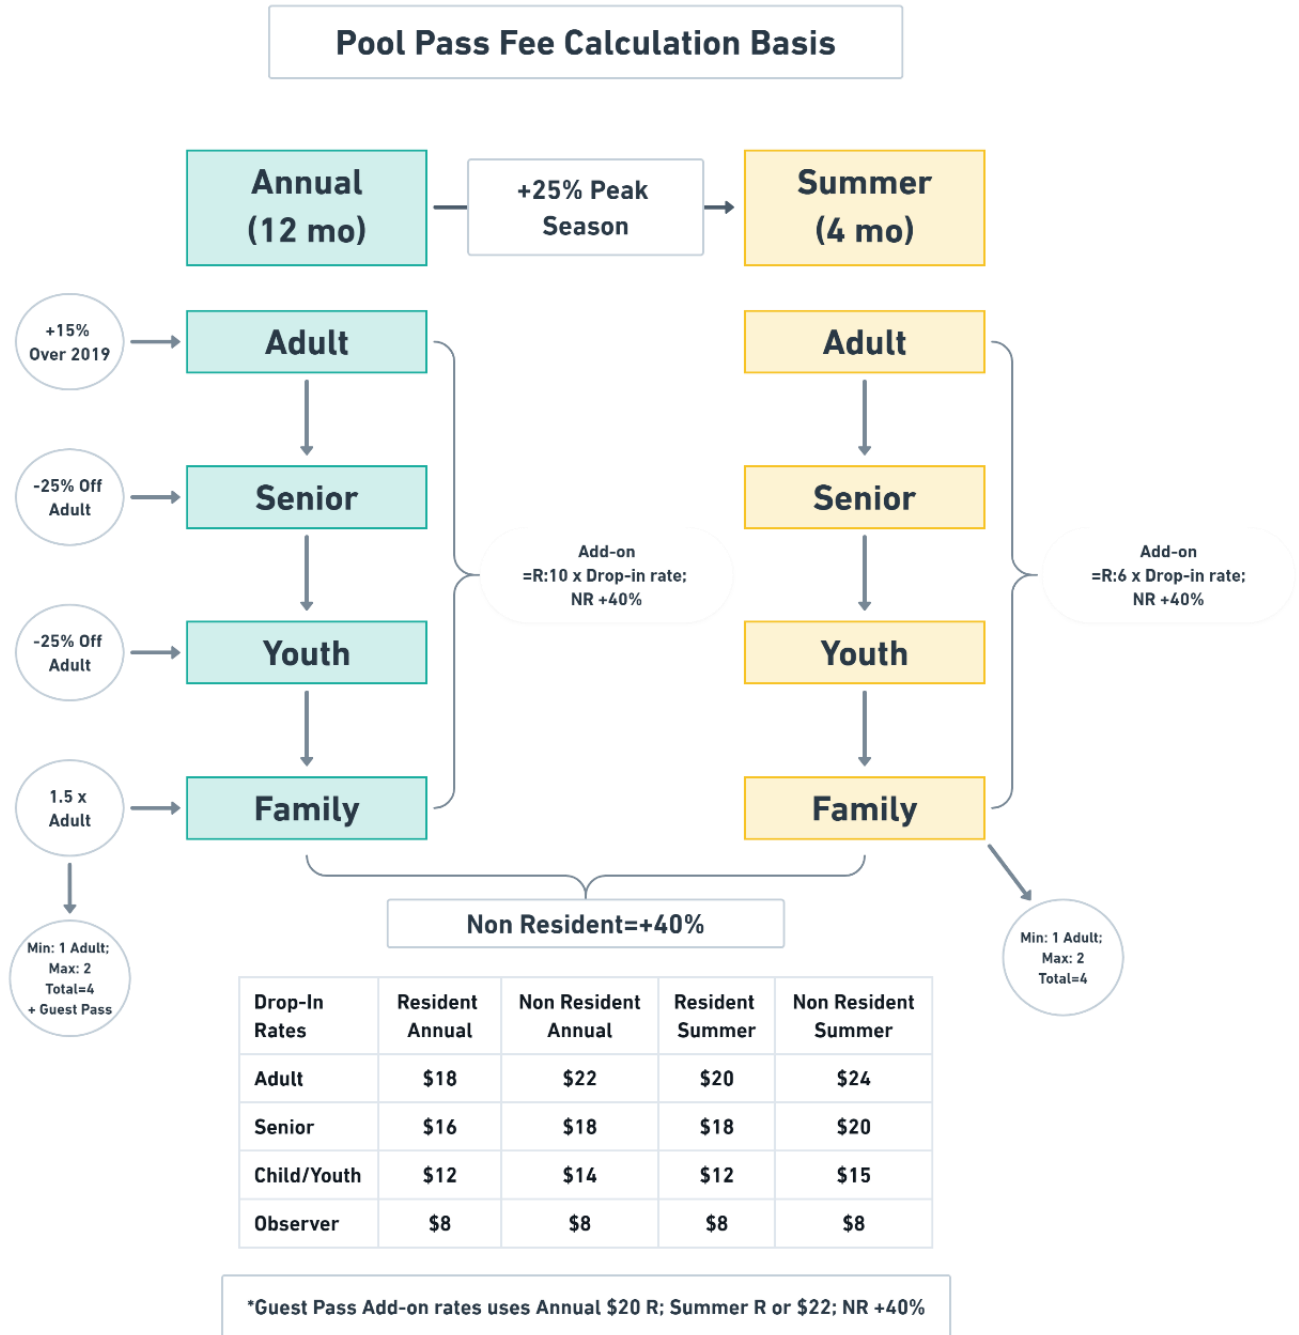 Pool Pass Fee Calculation Basis
Annual
(12 mo)
+25% Peak
Season
Summer
(4 mo)
+15%
Over 2019
Adult
Adult
-25% Off
Adult
Senior
Senior
Add-on
=R:10 x Drop-in rate;
NR +40%
Add-on
=R:6 x Drop-in rate;
NR +40%
-25% Off
Adult
Youth
Youth
1.5 x
Adult
Family
Family
Non Resident=+40%
Min: 1 Adult;
Max: 2
Total=4
+ Guest Pass
Min: 1 Adult;
Max: 2
Total=4
Drop-In Rates Resident Annual Non Resident Annual Resident Summer Non Resident Summer
Adult $18 $22 $20 $24
Senior $16 $18 $18 $20
Child/Youth $12 $14 $12 $15
Observer $8 $8 $8 $8
*Guest Pass Add-on rates uses Annual $20 R; Summer R or $22; NR +40%